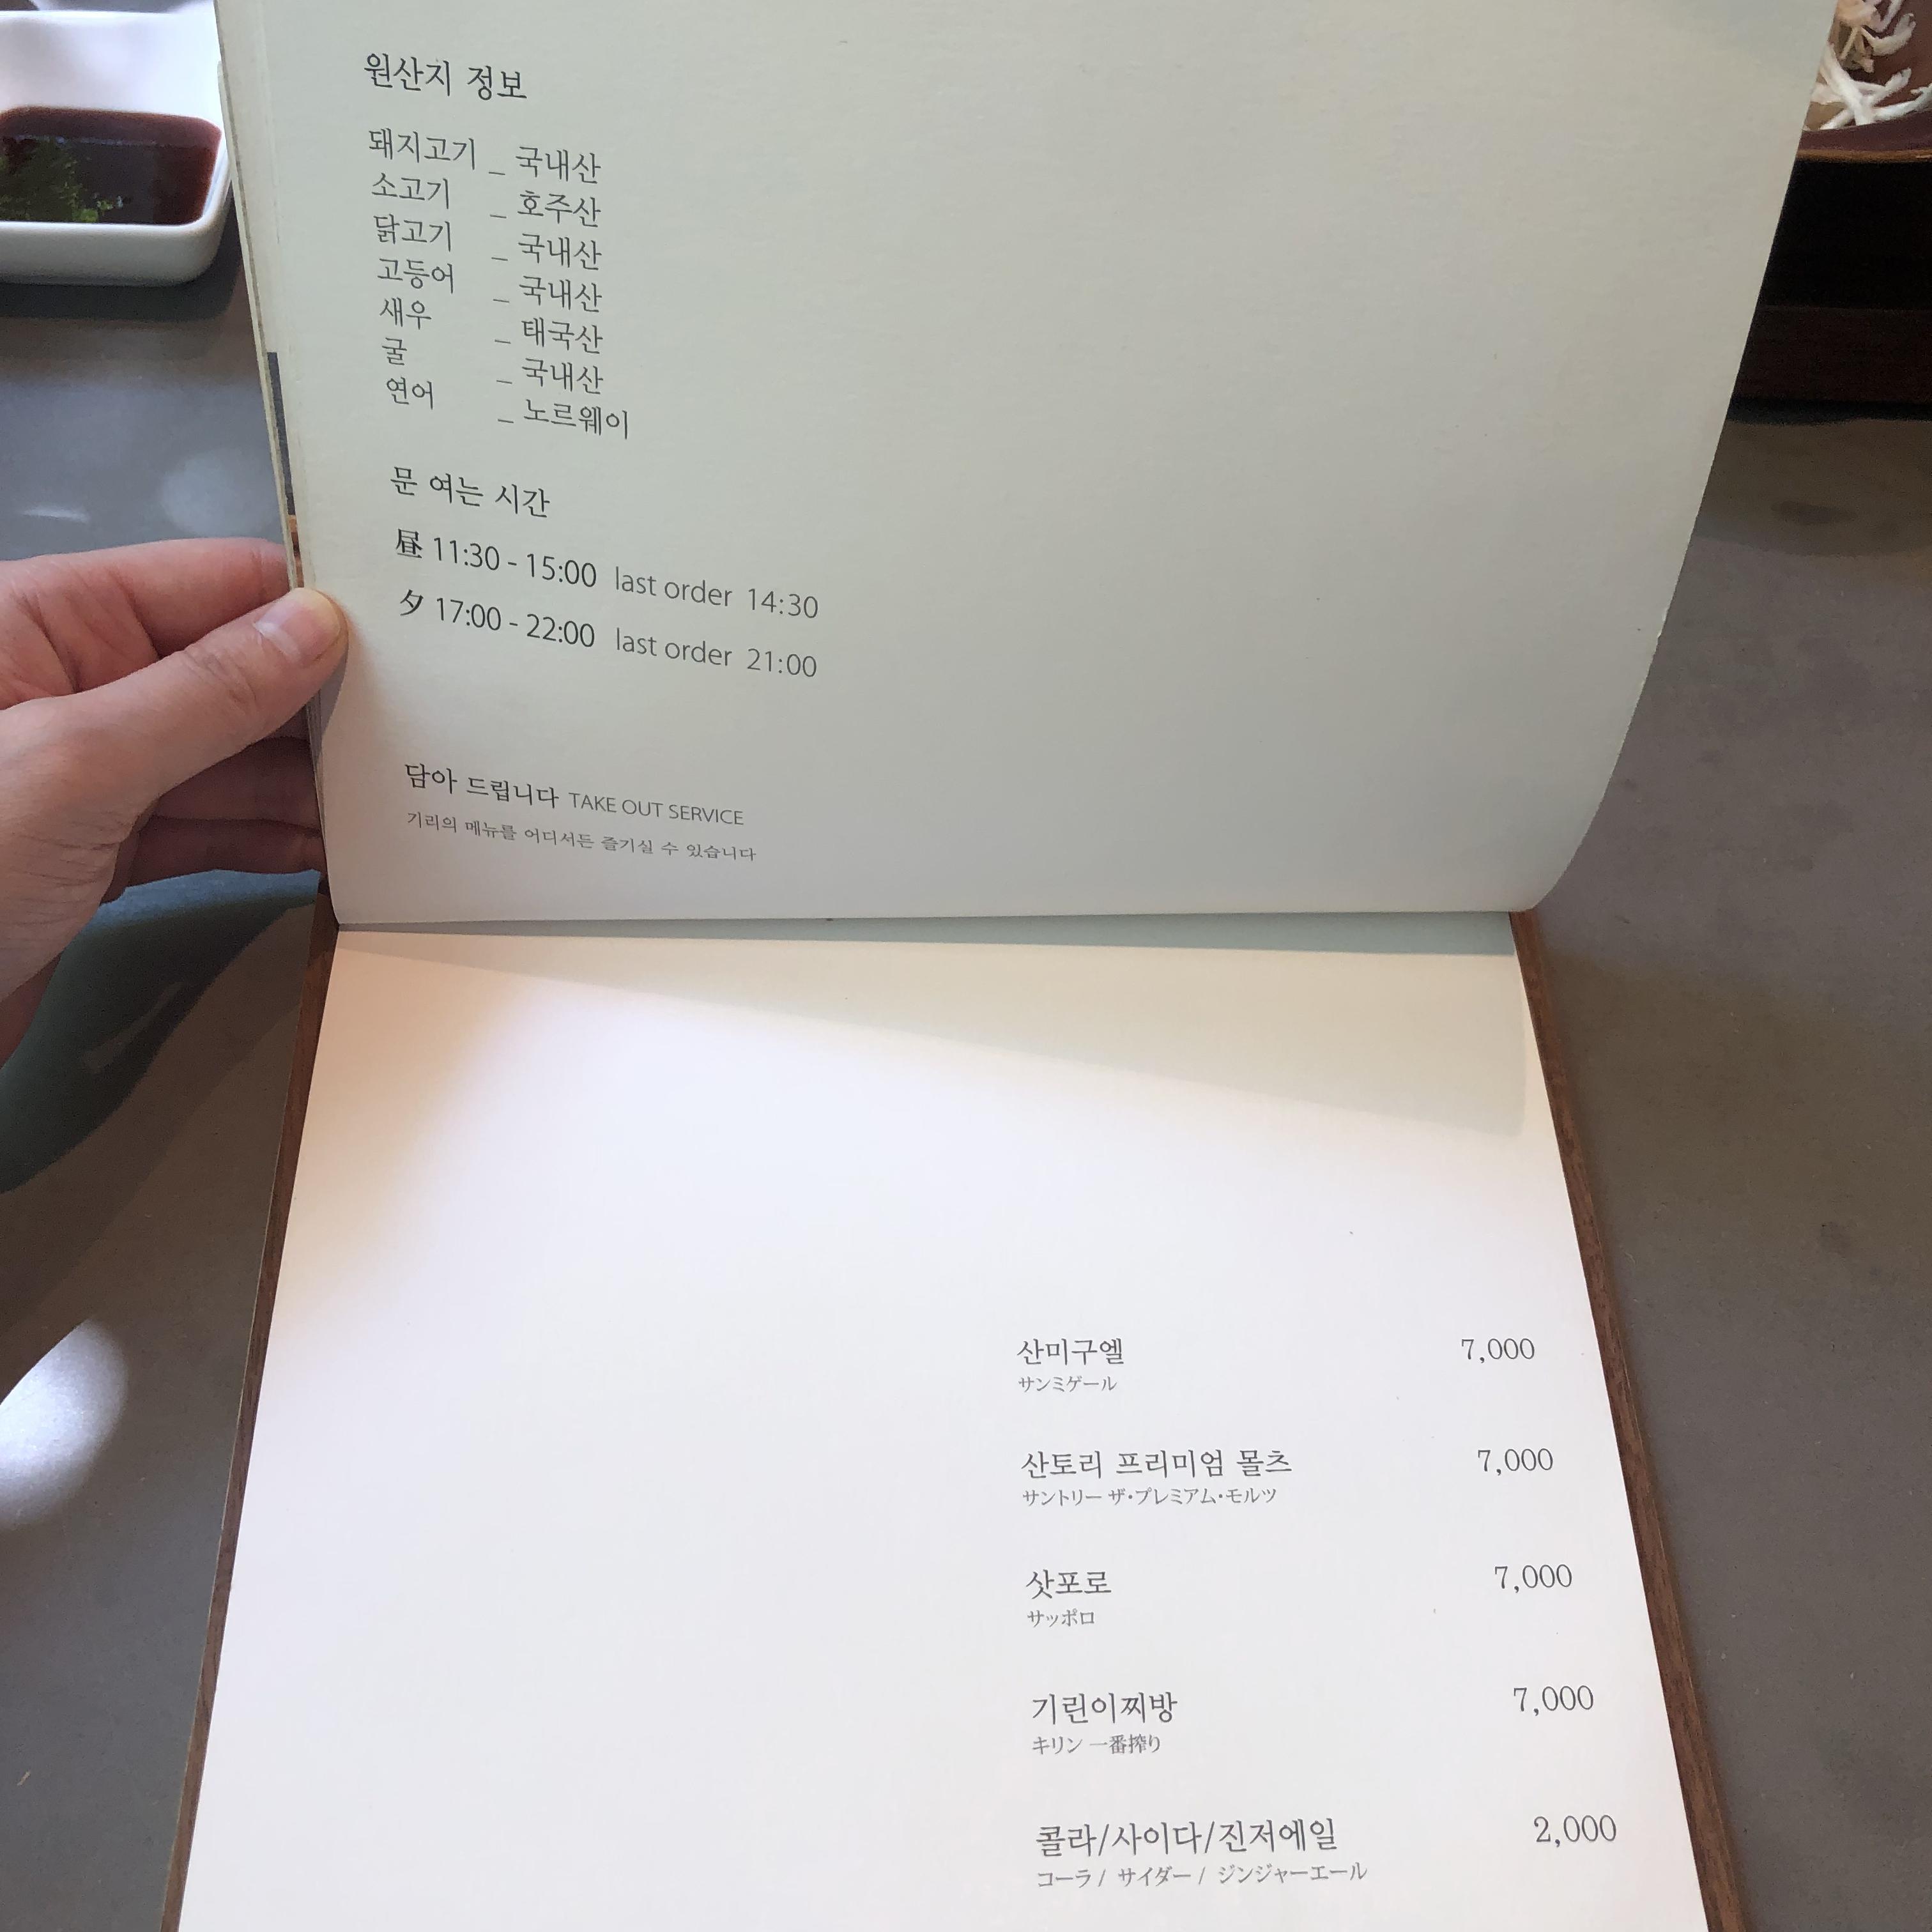 원산지 정보
돼지고기 _ 국내산
소고기 _ 호주산
닭고기 _ 국내산
고등어 _ 국내산
새우 _ 태국산
굴 _ 국내산
연어 _ 노르웨이
문 여는 시간
昼 11:30 - 15:00 last order 14:30
夕 17:00 - 22:00 last order 21:00
담아 드립니다 TAKE OUT SERVICE
기리의 메뉴를 어디서든 즐기실 수 있습니다
산미구엘 7,000
サンミゲール
산토리 프리미엄 몰츠 7,000
サントリー ザ・プレミアム・モルツ
삿포로 7,000
サッポロ
기린이찌방 7,000
キリン 一番搾り
콜라/사이다/진저에일 2,000
コーラ / サイダー / ジンジャーエール